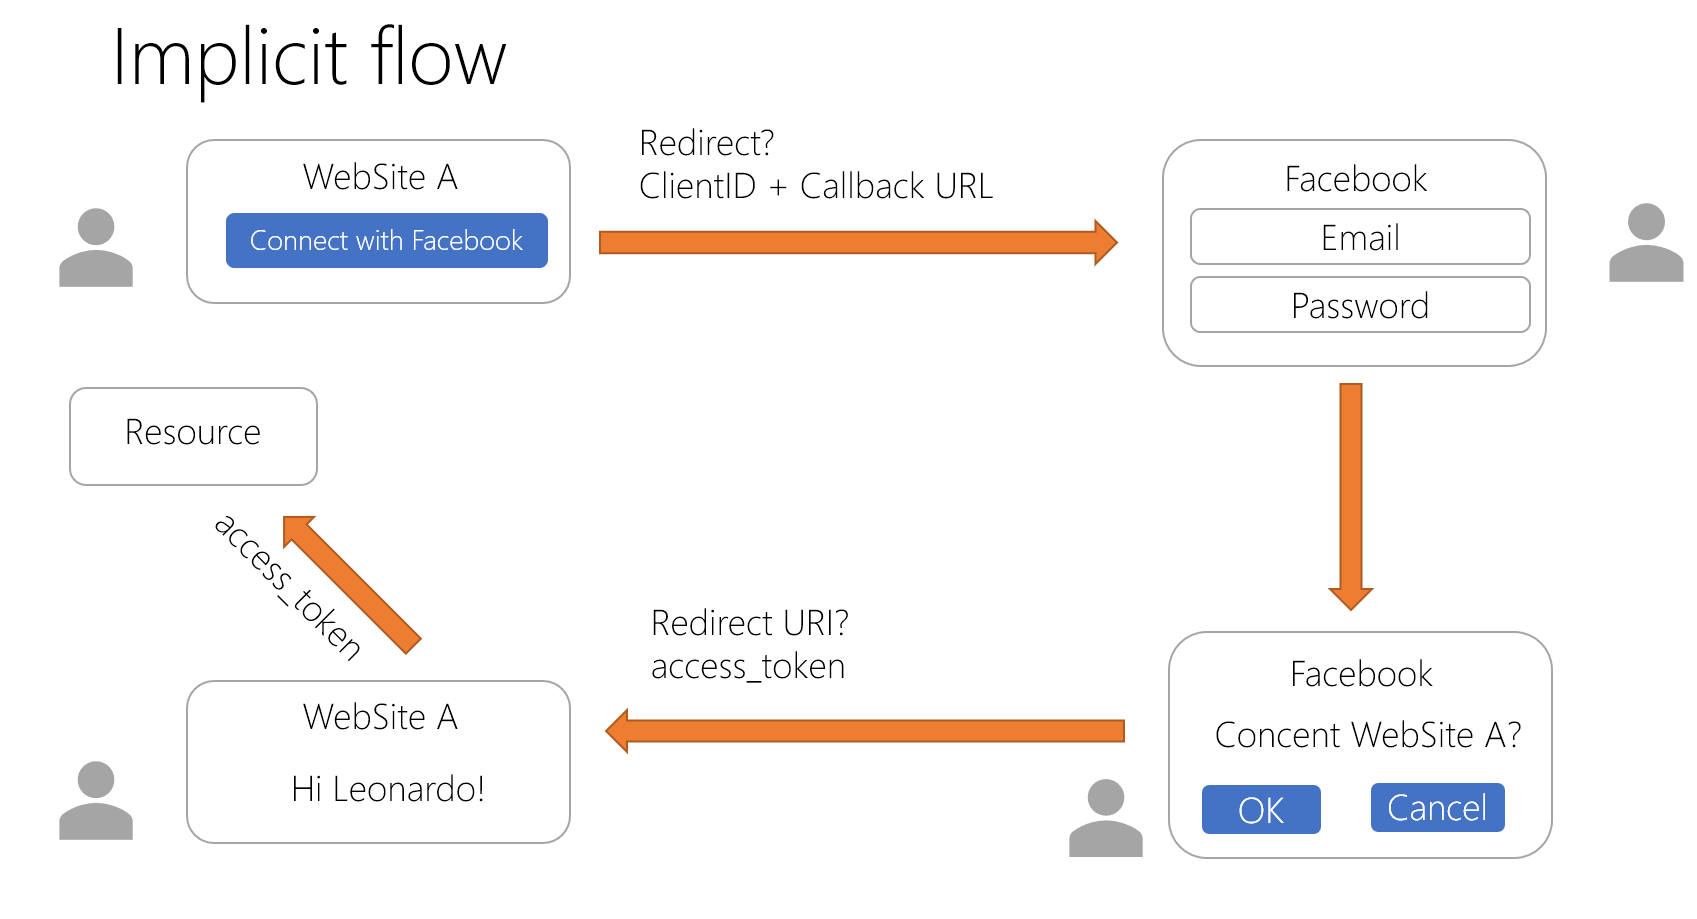 Implicit flow
WebSite A
Connect with Facebook
Redirect?
ClientID + Callback URL
Facebook
Email
Password
Resource
access_token
Redirect URI?
access_token
Facebook
Concent WebSite A?
OK
Cancel
WebSite A
Hi Leonardo!